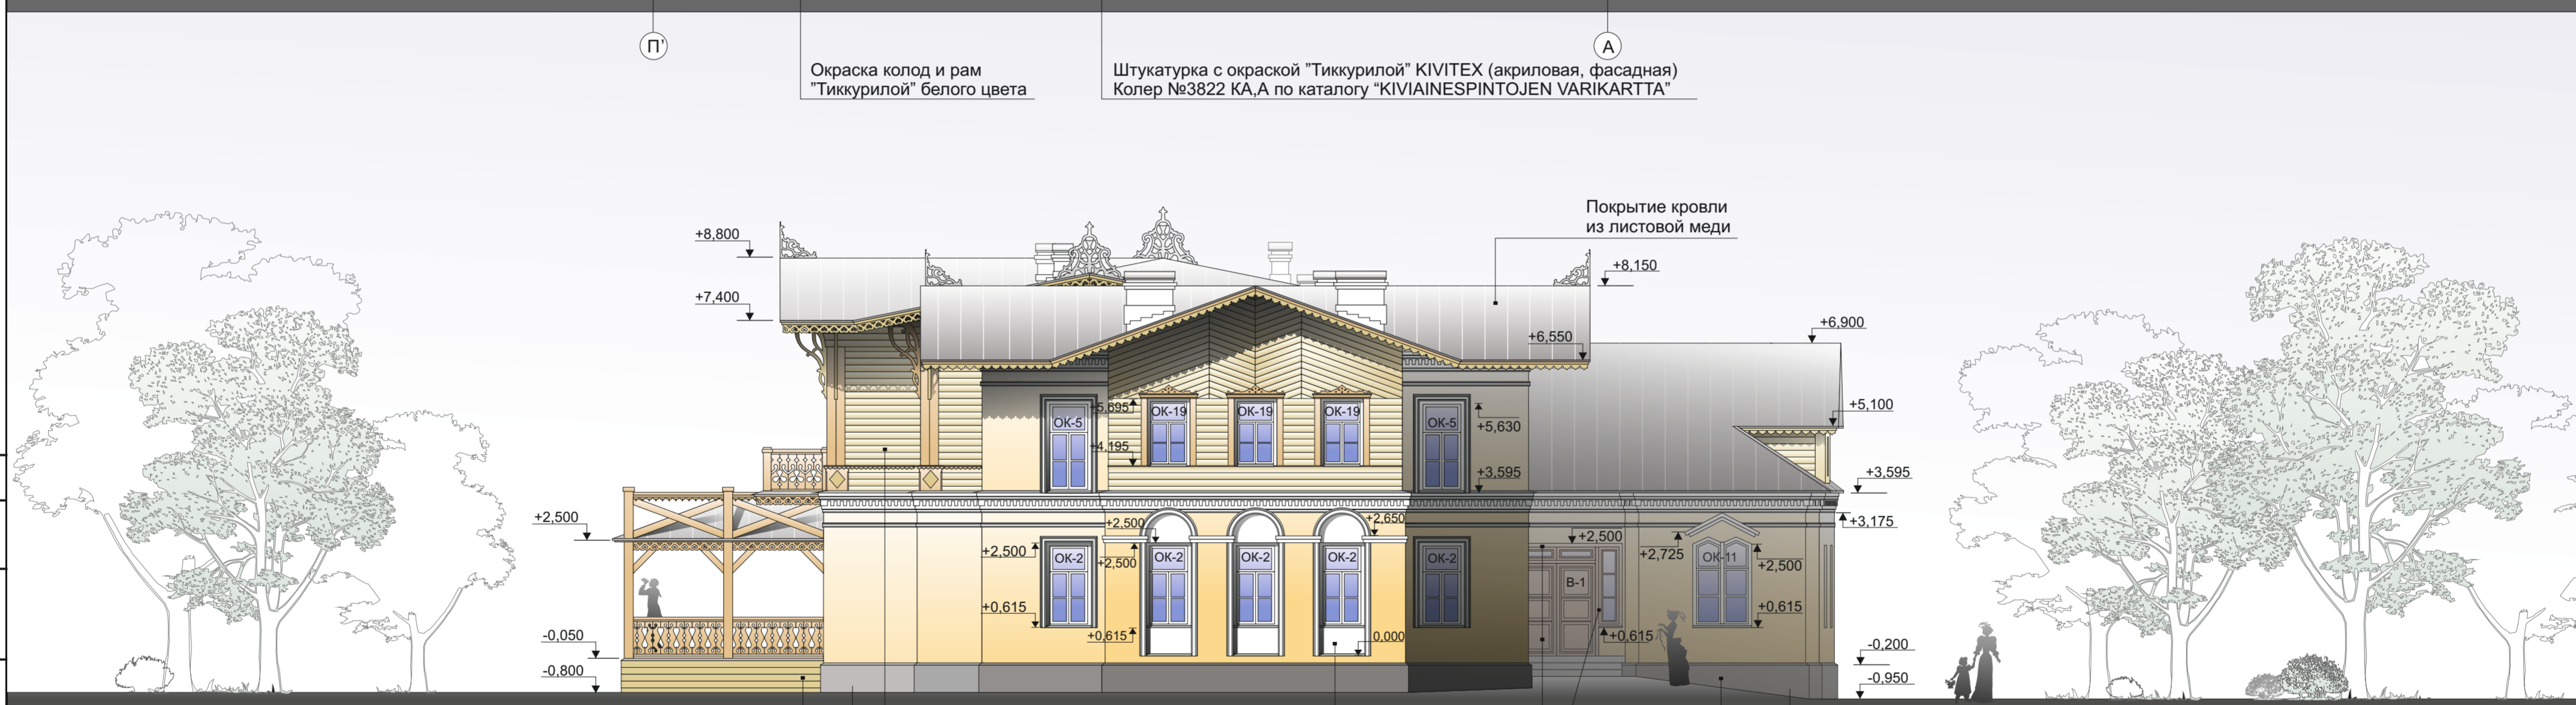 П'
А
Окраска колод и рам
"Тиккурилой" белого цвета
Штукатурка с окраской "Тиккурилой" KIVITEX (акриловая, фасадная)
Колер №3822 КА,А по каталогу "KIVIAINESPINTOJEN VARIKARTTA"
Покрытие кровли
из листовой меди
+8,800
+8,150
+7,400
+6,900
+6,550
+5,100
+5,695
ОК-19
ОК-19
ОК-19
ОК-5
ОК-5
+5,630
+4,195
+3,595
+3,595
+2,500
+2,500
+2,650
+3,175
+2,500
+2,500
+2,725
ОК-2
+2,500
ОК-2
ОК-2
ОК-2
ОК-2
ОК-11
+2,500
В-1
+0,615
+0,615
-0,050
+0,615
0,000
+0,615
-0,200
-0,800
-0,950